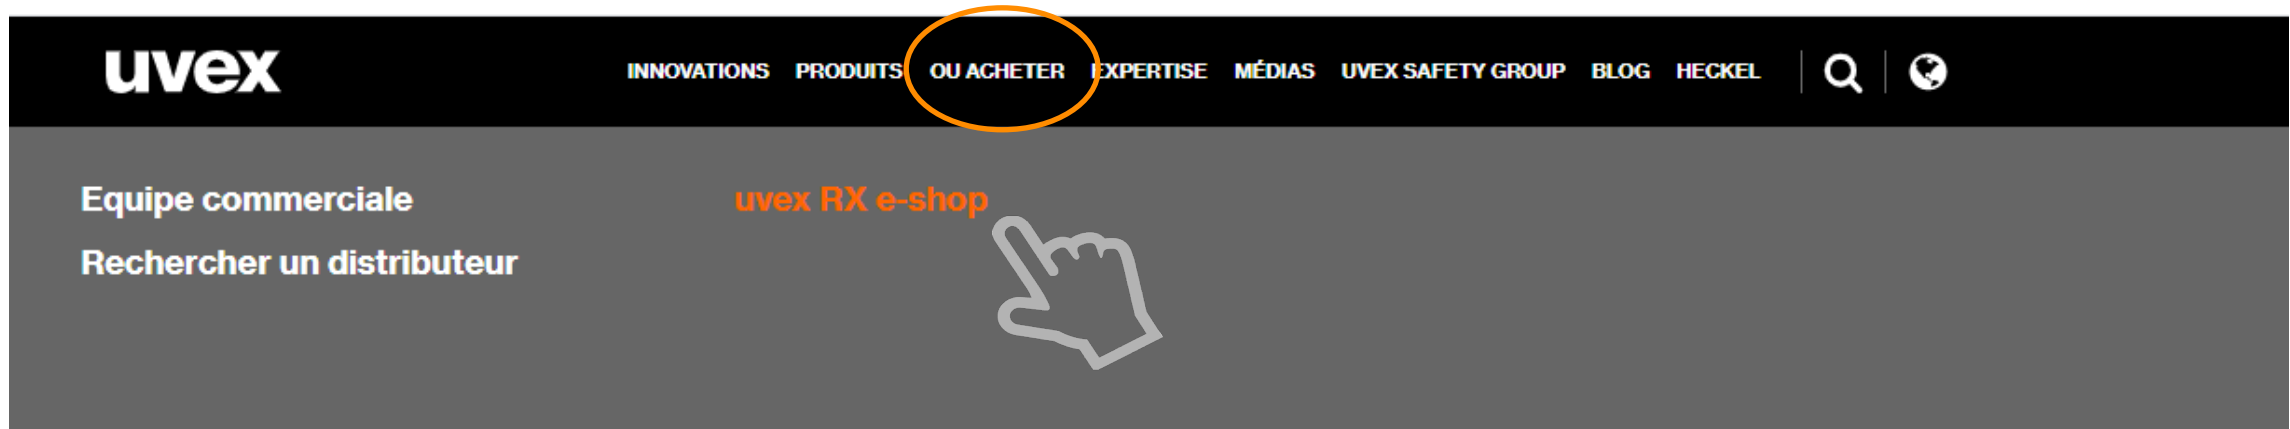 uvex INNOVATIONS PRODUITS OU ACHETER EXPERTISE MÉDIAS UVEX SAFETY GROUP BLOG HECKEL
Equipe commerciale uvex RX e-shop
Rechercher un distributeur